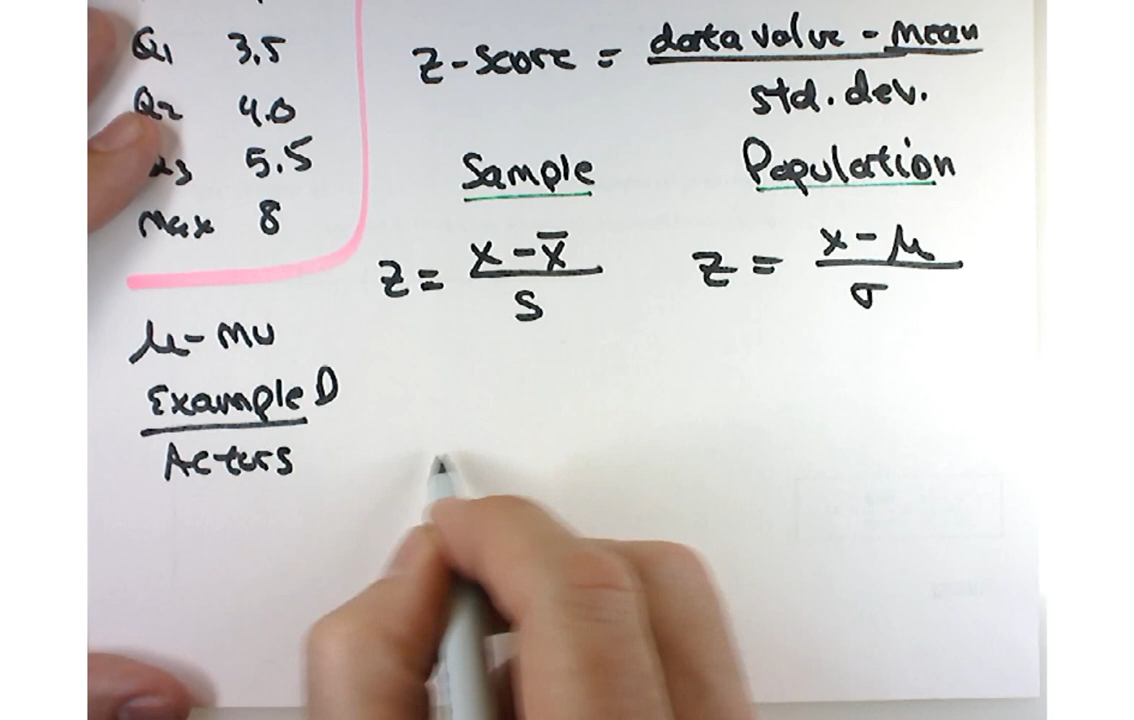 Q1 3.5
Q2 4.0
3 5.5
Max 8
μ - mu
Example D
Actors
z-score = data value - mean
std. dev.
Sample
z = x - x̄
s
Population
z = x - μ
σ